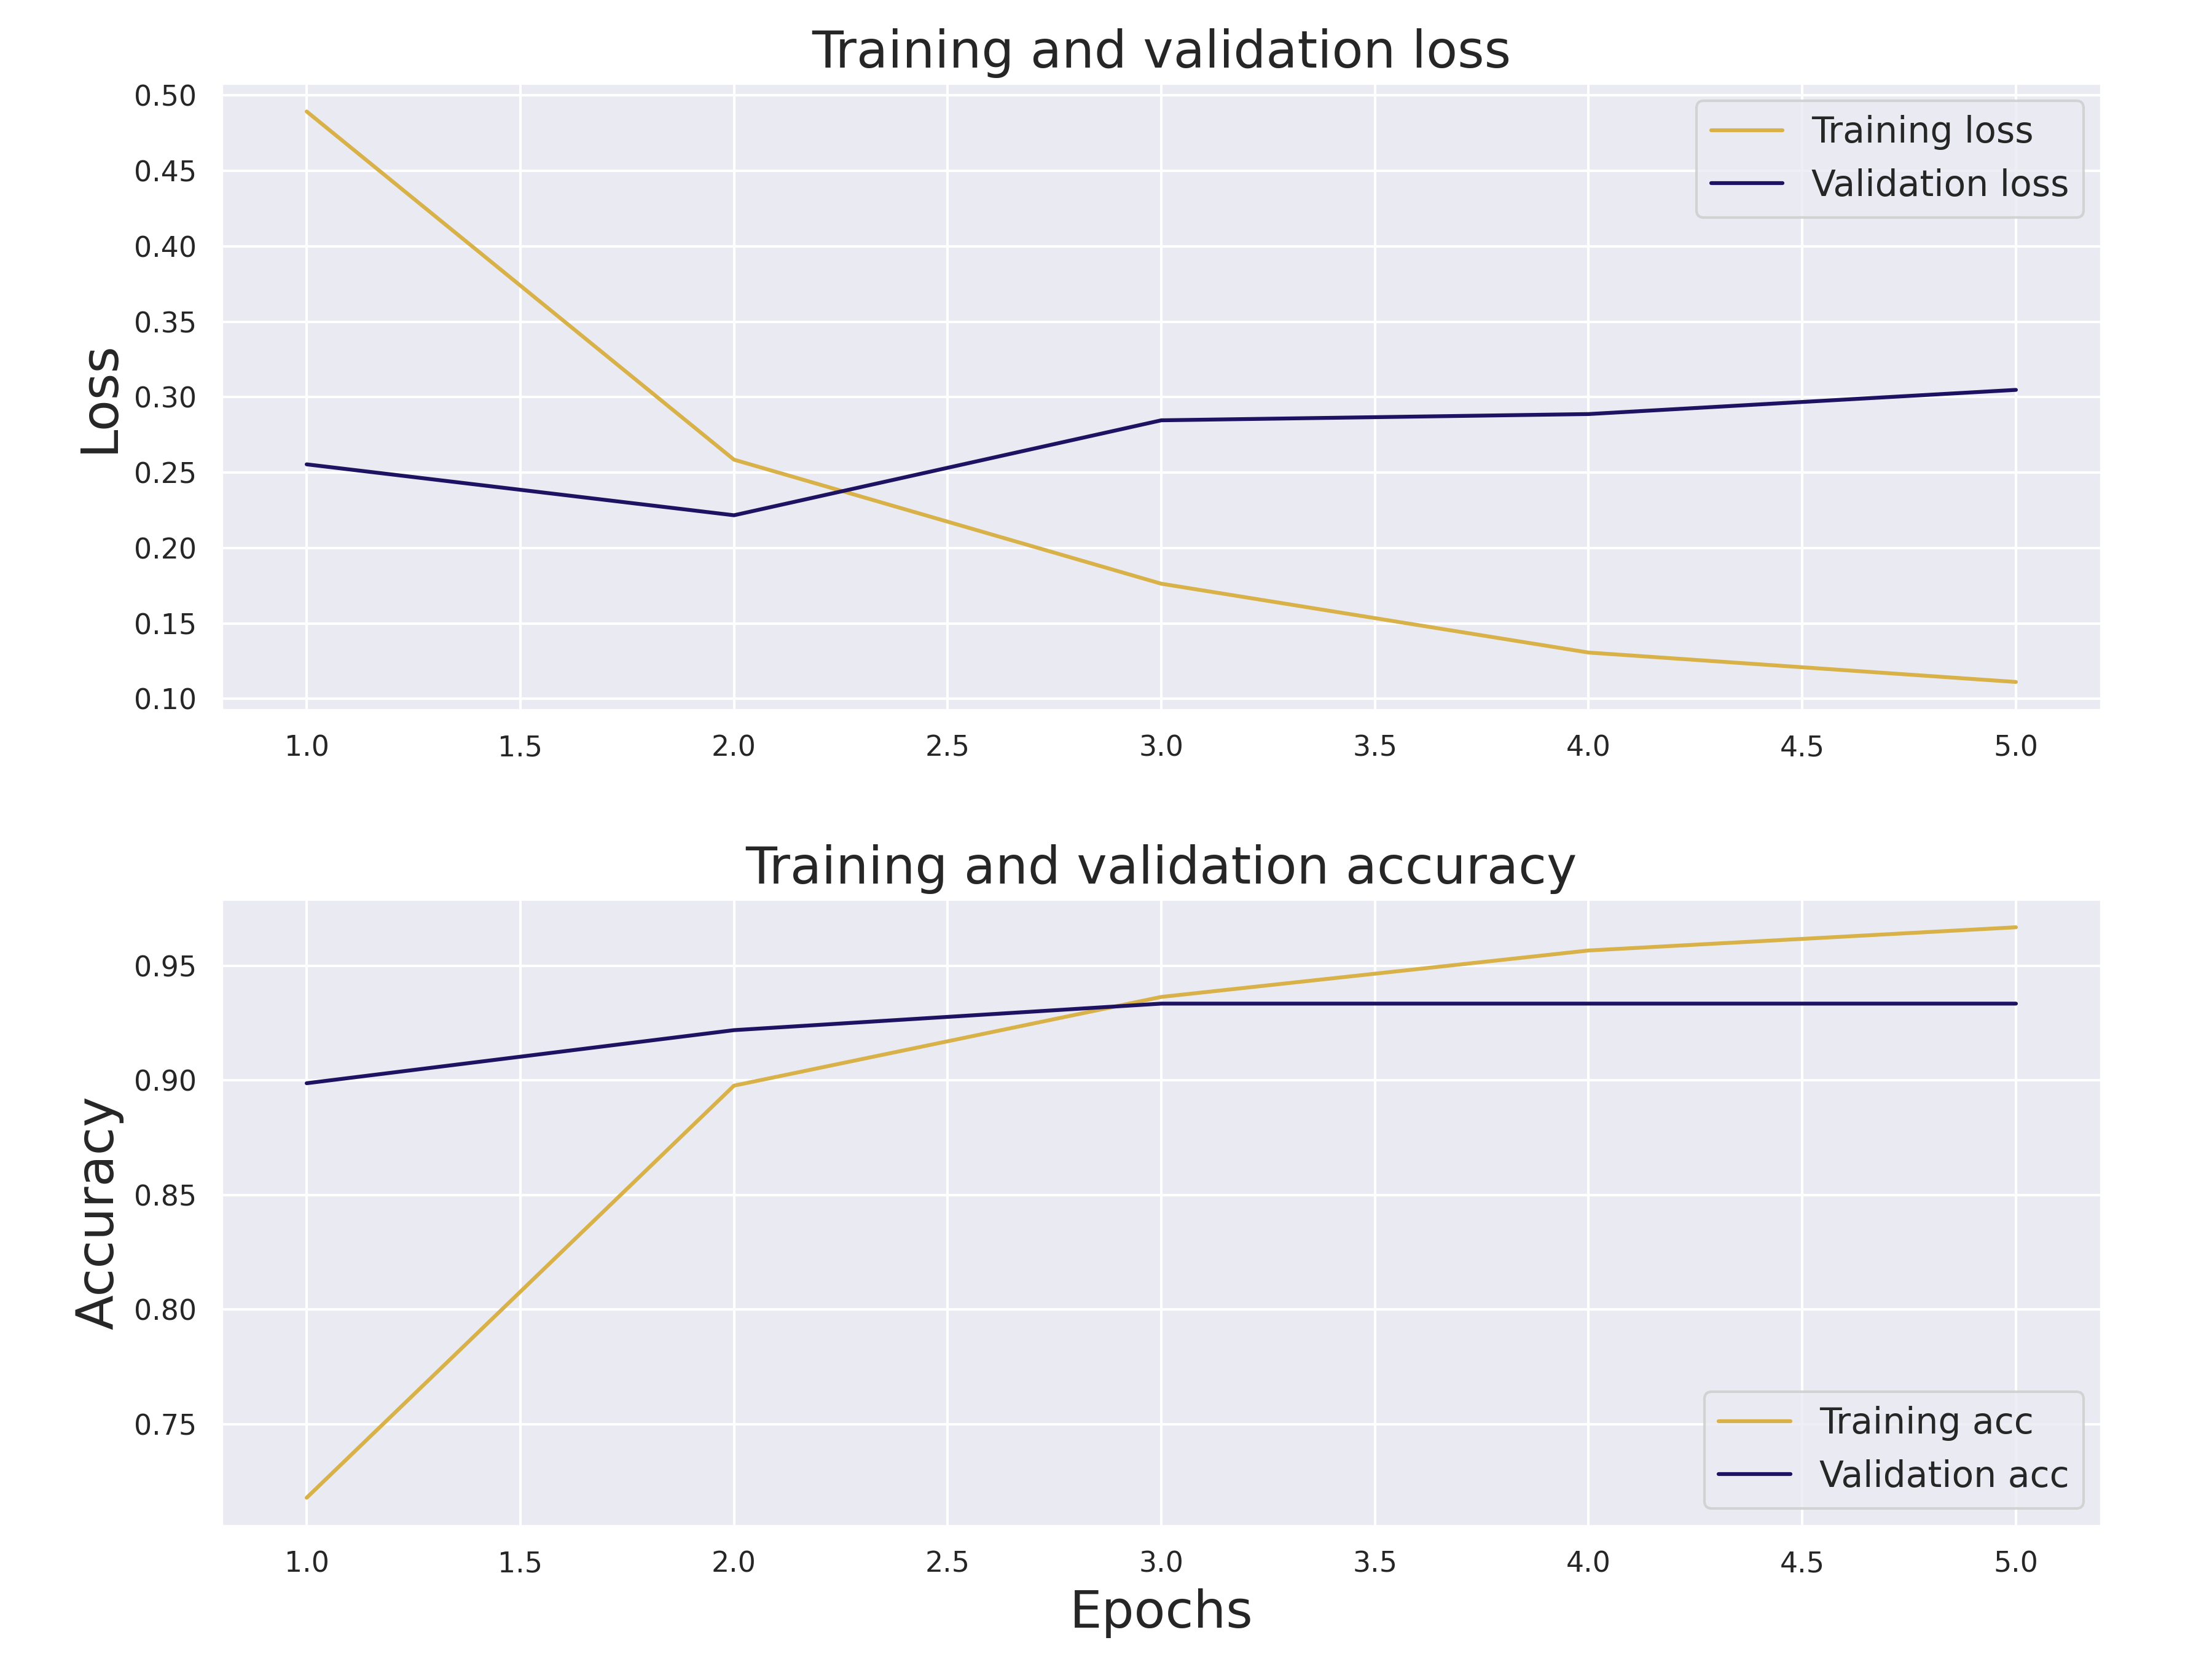 Training and validation loss
0.50
0.45
0.40
0.35
0.30
0.25
0.20
0.15
0.10
Loss
Training loss
Validation loss
1.0 1.5 2.0 2.5 3.0 3.5 4.0 4.5 5.0
Training and validation accuracy
0.95
0.90
0.85
0.80
0.75
Accuracy
Training acc
Validation acc
1.0 1.5 2.0 2.5 3.0 3.5 4.0 4.5 5.0
Epochs